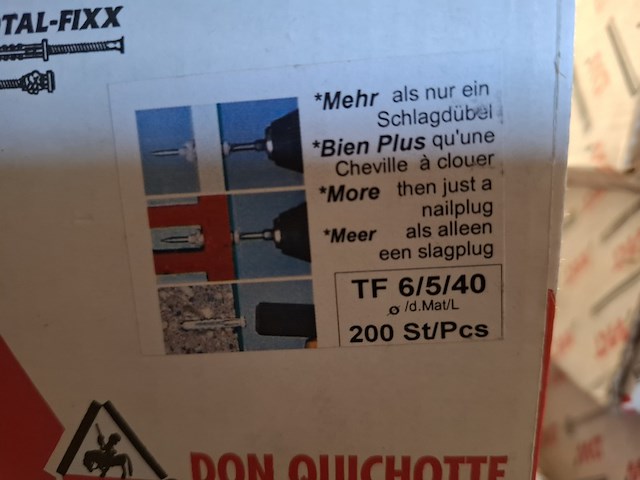 OTAL-FIXX
*Mehr als nur ein
Schlagdübel
*Bien Plus qu'une
Cheville à clouer
*More then just a
nailplug
*Meer als alleen
een slagplug
TF 6/5/40
ø /d.Mat/L
200 St/Pcs
DON QUICHOTTE